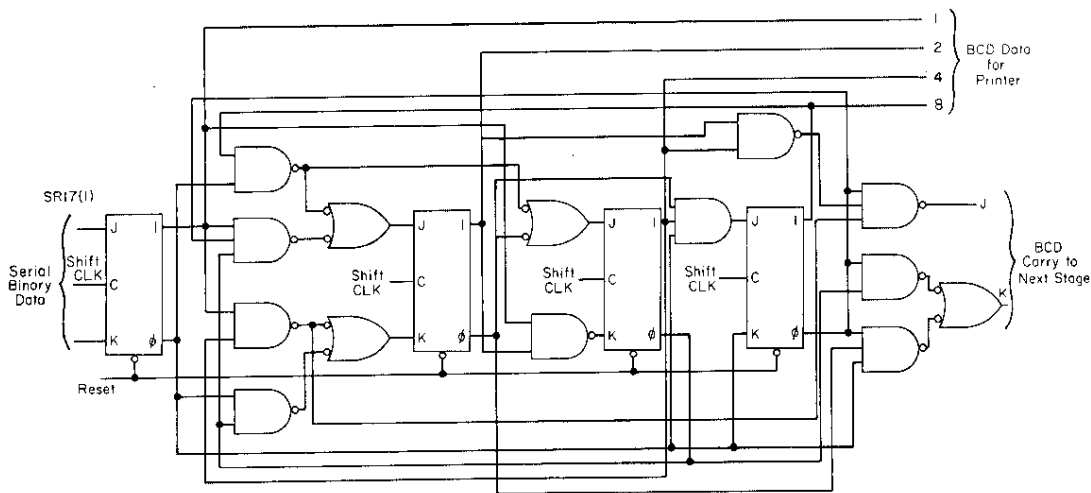 1
2
4
8
BCD Data
for
Printer
SR17(1)
Serial
Binary
Data
J
1
Shift
CLK
C
K
ϕ
Reset
J
1
Shift
CLK
C
K
ϕ
J
1
Shift
CLK
C
K
ϕ
J
1
Shift
CLK
C
K
ϕ
J
K
BCD
Carry to
Next Stage